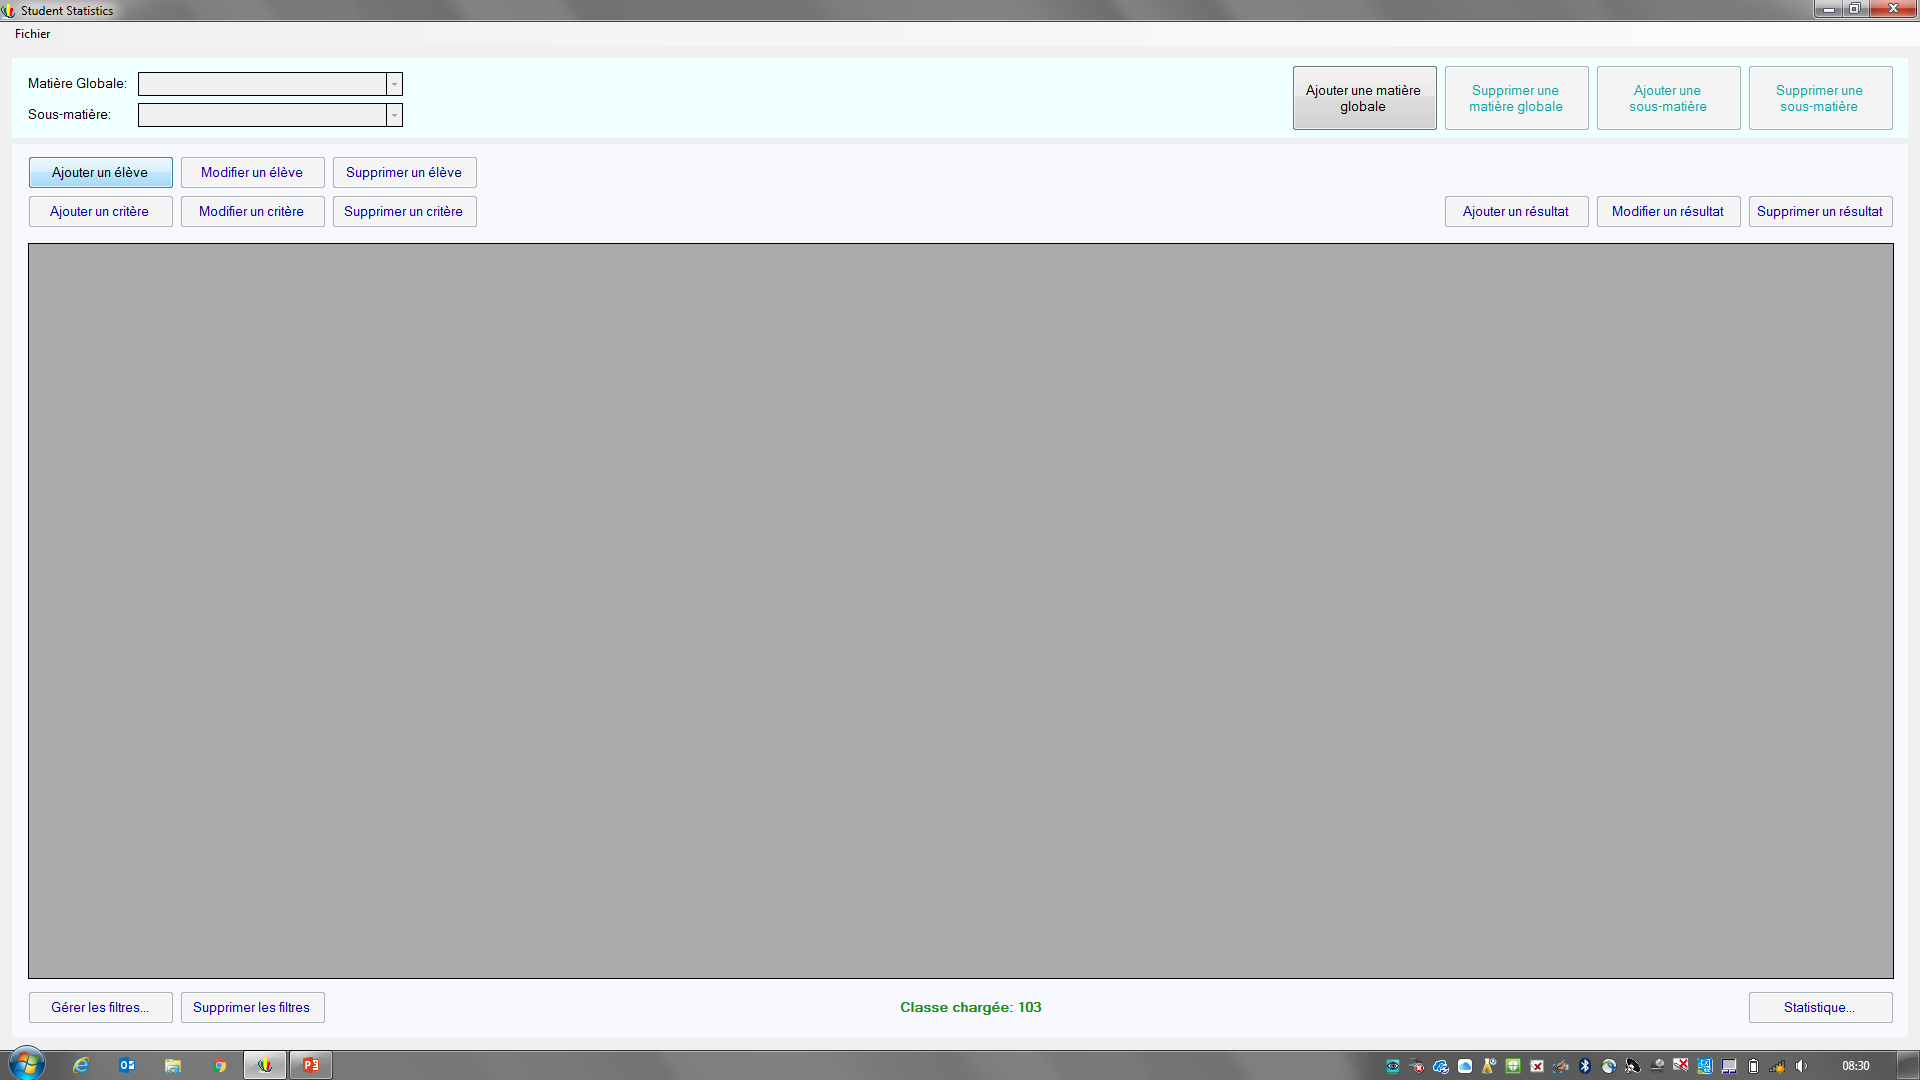 Student Statistics
Fichier
Matière Globale:
Sous-matière:
Ajouter une matière
globale
Supprimer une
matière globale
Ajouter une
sous-matière
Supprimer une
sous-matière
Ajouter un élève
Modifier un élève
Supprimer un élève
Ajouter un critère
Modifier un critère
Supprimer un critère
Ajouter un résultat
Modifier un résultat
Supprimer un résultat
Gérer les filtres...
Supprimer les filtres
Classe chargée: 103
Statistique...
08:30